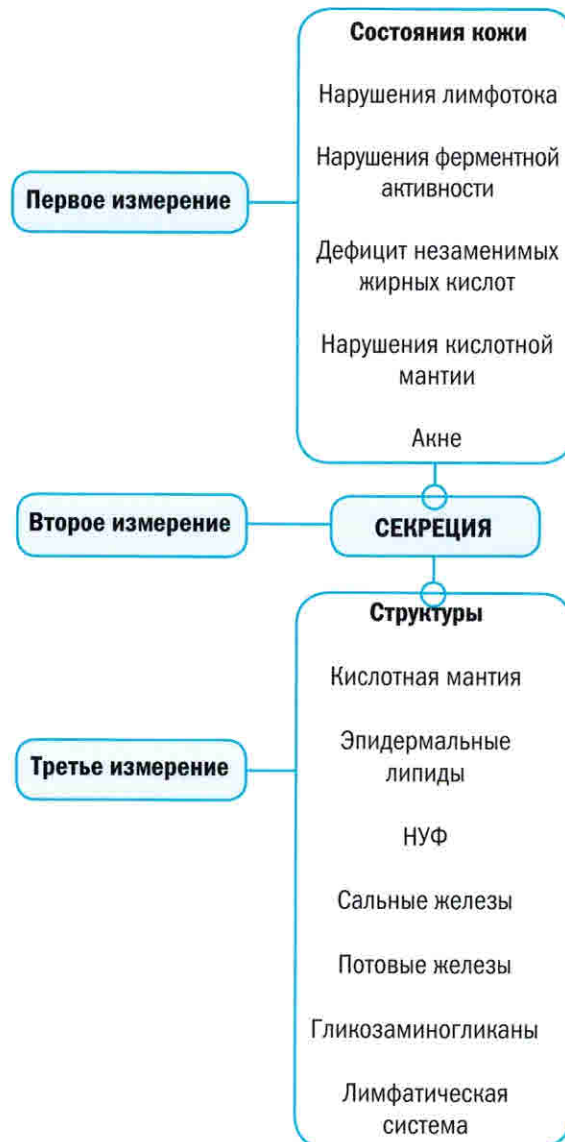 Состояния кожи
Нарушения лимфотока
Нарушения ферментной
активности
Первое измерение
Дефицит незаменимых
жирных кислот
Нарушения кислотной
мантии
Акне
Второе измерение
СЕКРЕЦИЯ
Структуры
Кислотная мантия
Эпидермальные
липиды
Третье измерение
НУФ
Сальные железы
Потовые железы
Гликозаминогликаны
Лимфатическая
система